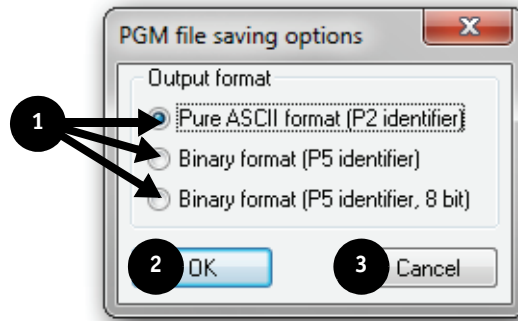 PGM file saving options
Output format
1
Pure ASCII format (P2 identifier)
Binary format (P5 identifier)
Binary format (P5 identifier, 8 bit)
2 OK
3 Cancel